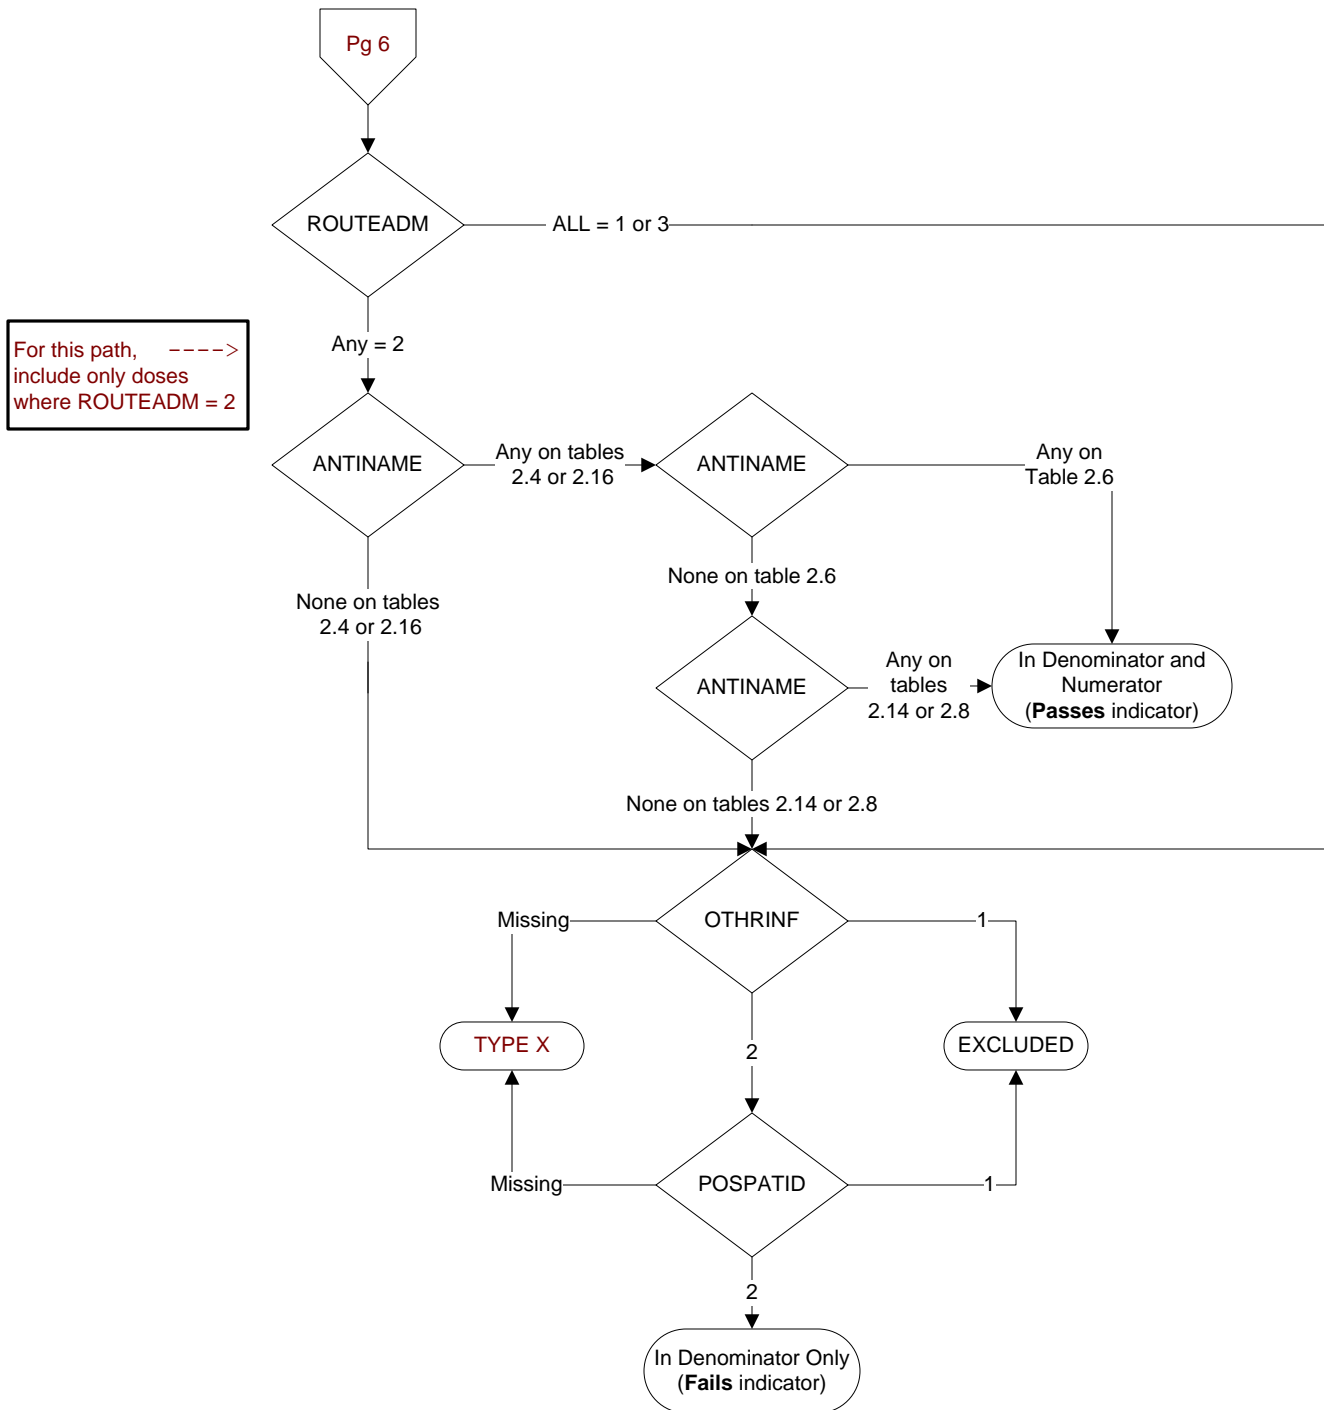 Pg 6
ROUTEADM
ALL = 1 or 3
For this path, ---->
include only doses
where ROUTEADM = 2
Any = 2
ANTINAME
Any on tables
2.4 or 2.16
ANTINAME
Any on
Table 2.6
None on table 2.6
None on tables
2.4 or 2.16
ANTINAME
Any on
tables
2.14 or 2.8
In Denominator and
Numerator
(Passes indicator)
None on tables 2.14 or 2.8
Missing
OTHRINF
1
TYPE X
2
EXCLUDED
Missing
POSPATID
1
2
In Denominator Only
(Fails indicator)